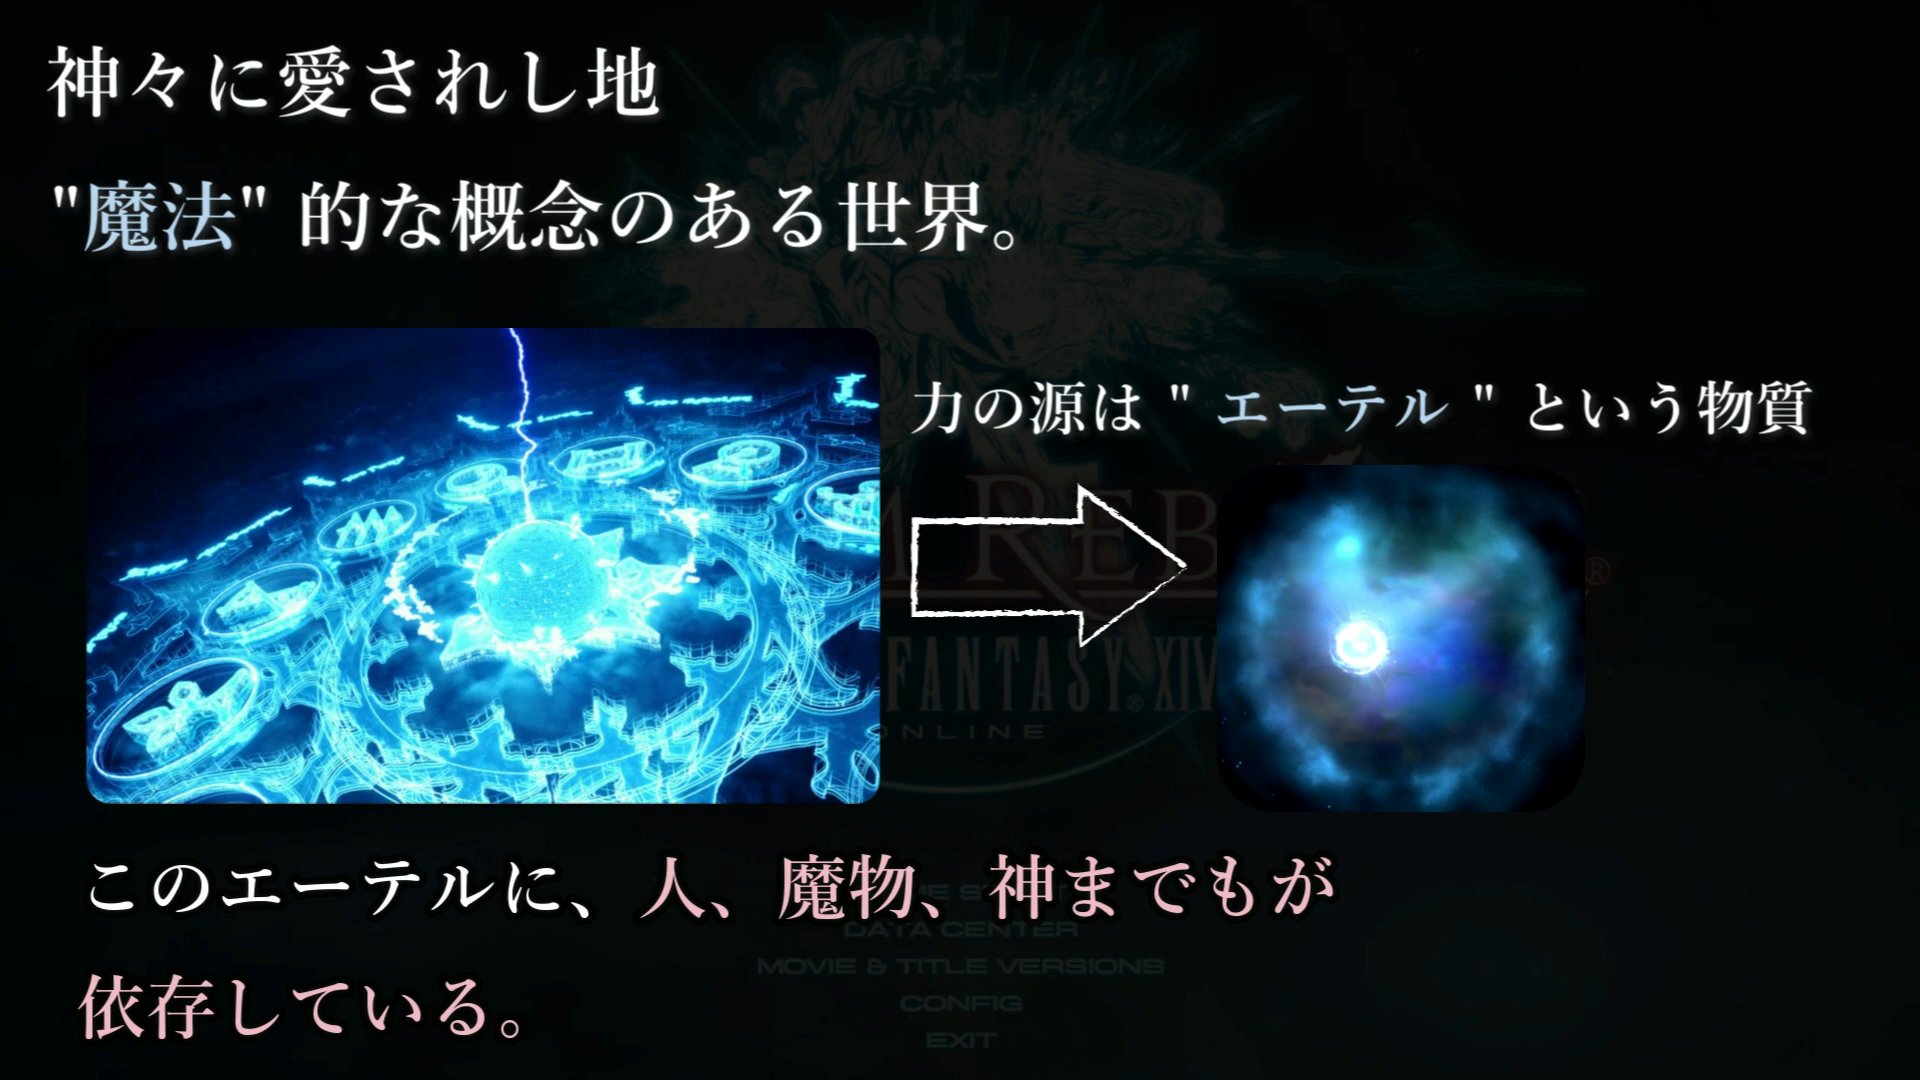 神々に愛されし地
"魔法" 的な概念のある世界。
力の源は " エーテル " という物質
M REB
®
FANTASY® XIV
ONLINE
このエーテルに、人、魔物、神までもが
DATA CENTER
MOVIE & TITLE VERSIONS
依存している。
CONFIG
EXIT